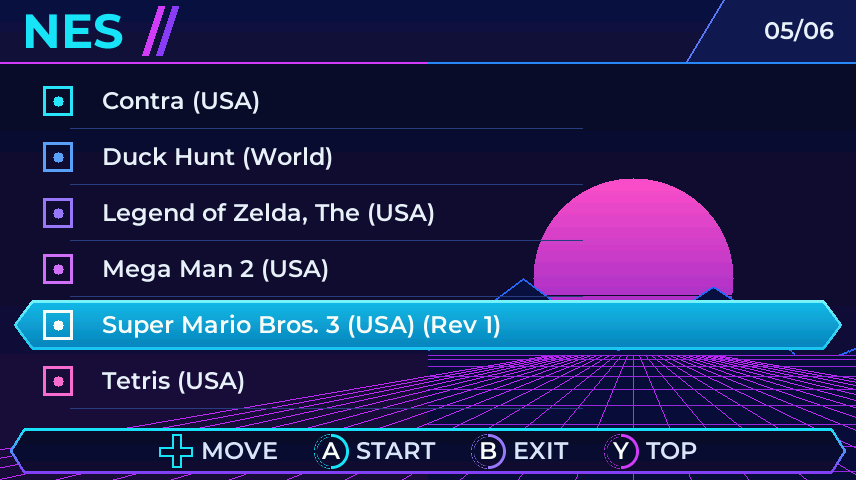 NES
05/06
Contra (USA)
Duck Hunt (World)
Legend of Zelda, The (USA)
Mega Man 2 (USA)
Super Mario Bros. 3 (USA) (Rev 1)
Tetris (USA)
MOVE A START B EXIT Y TOP